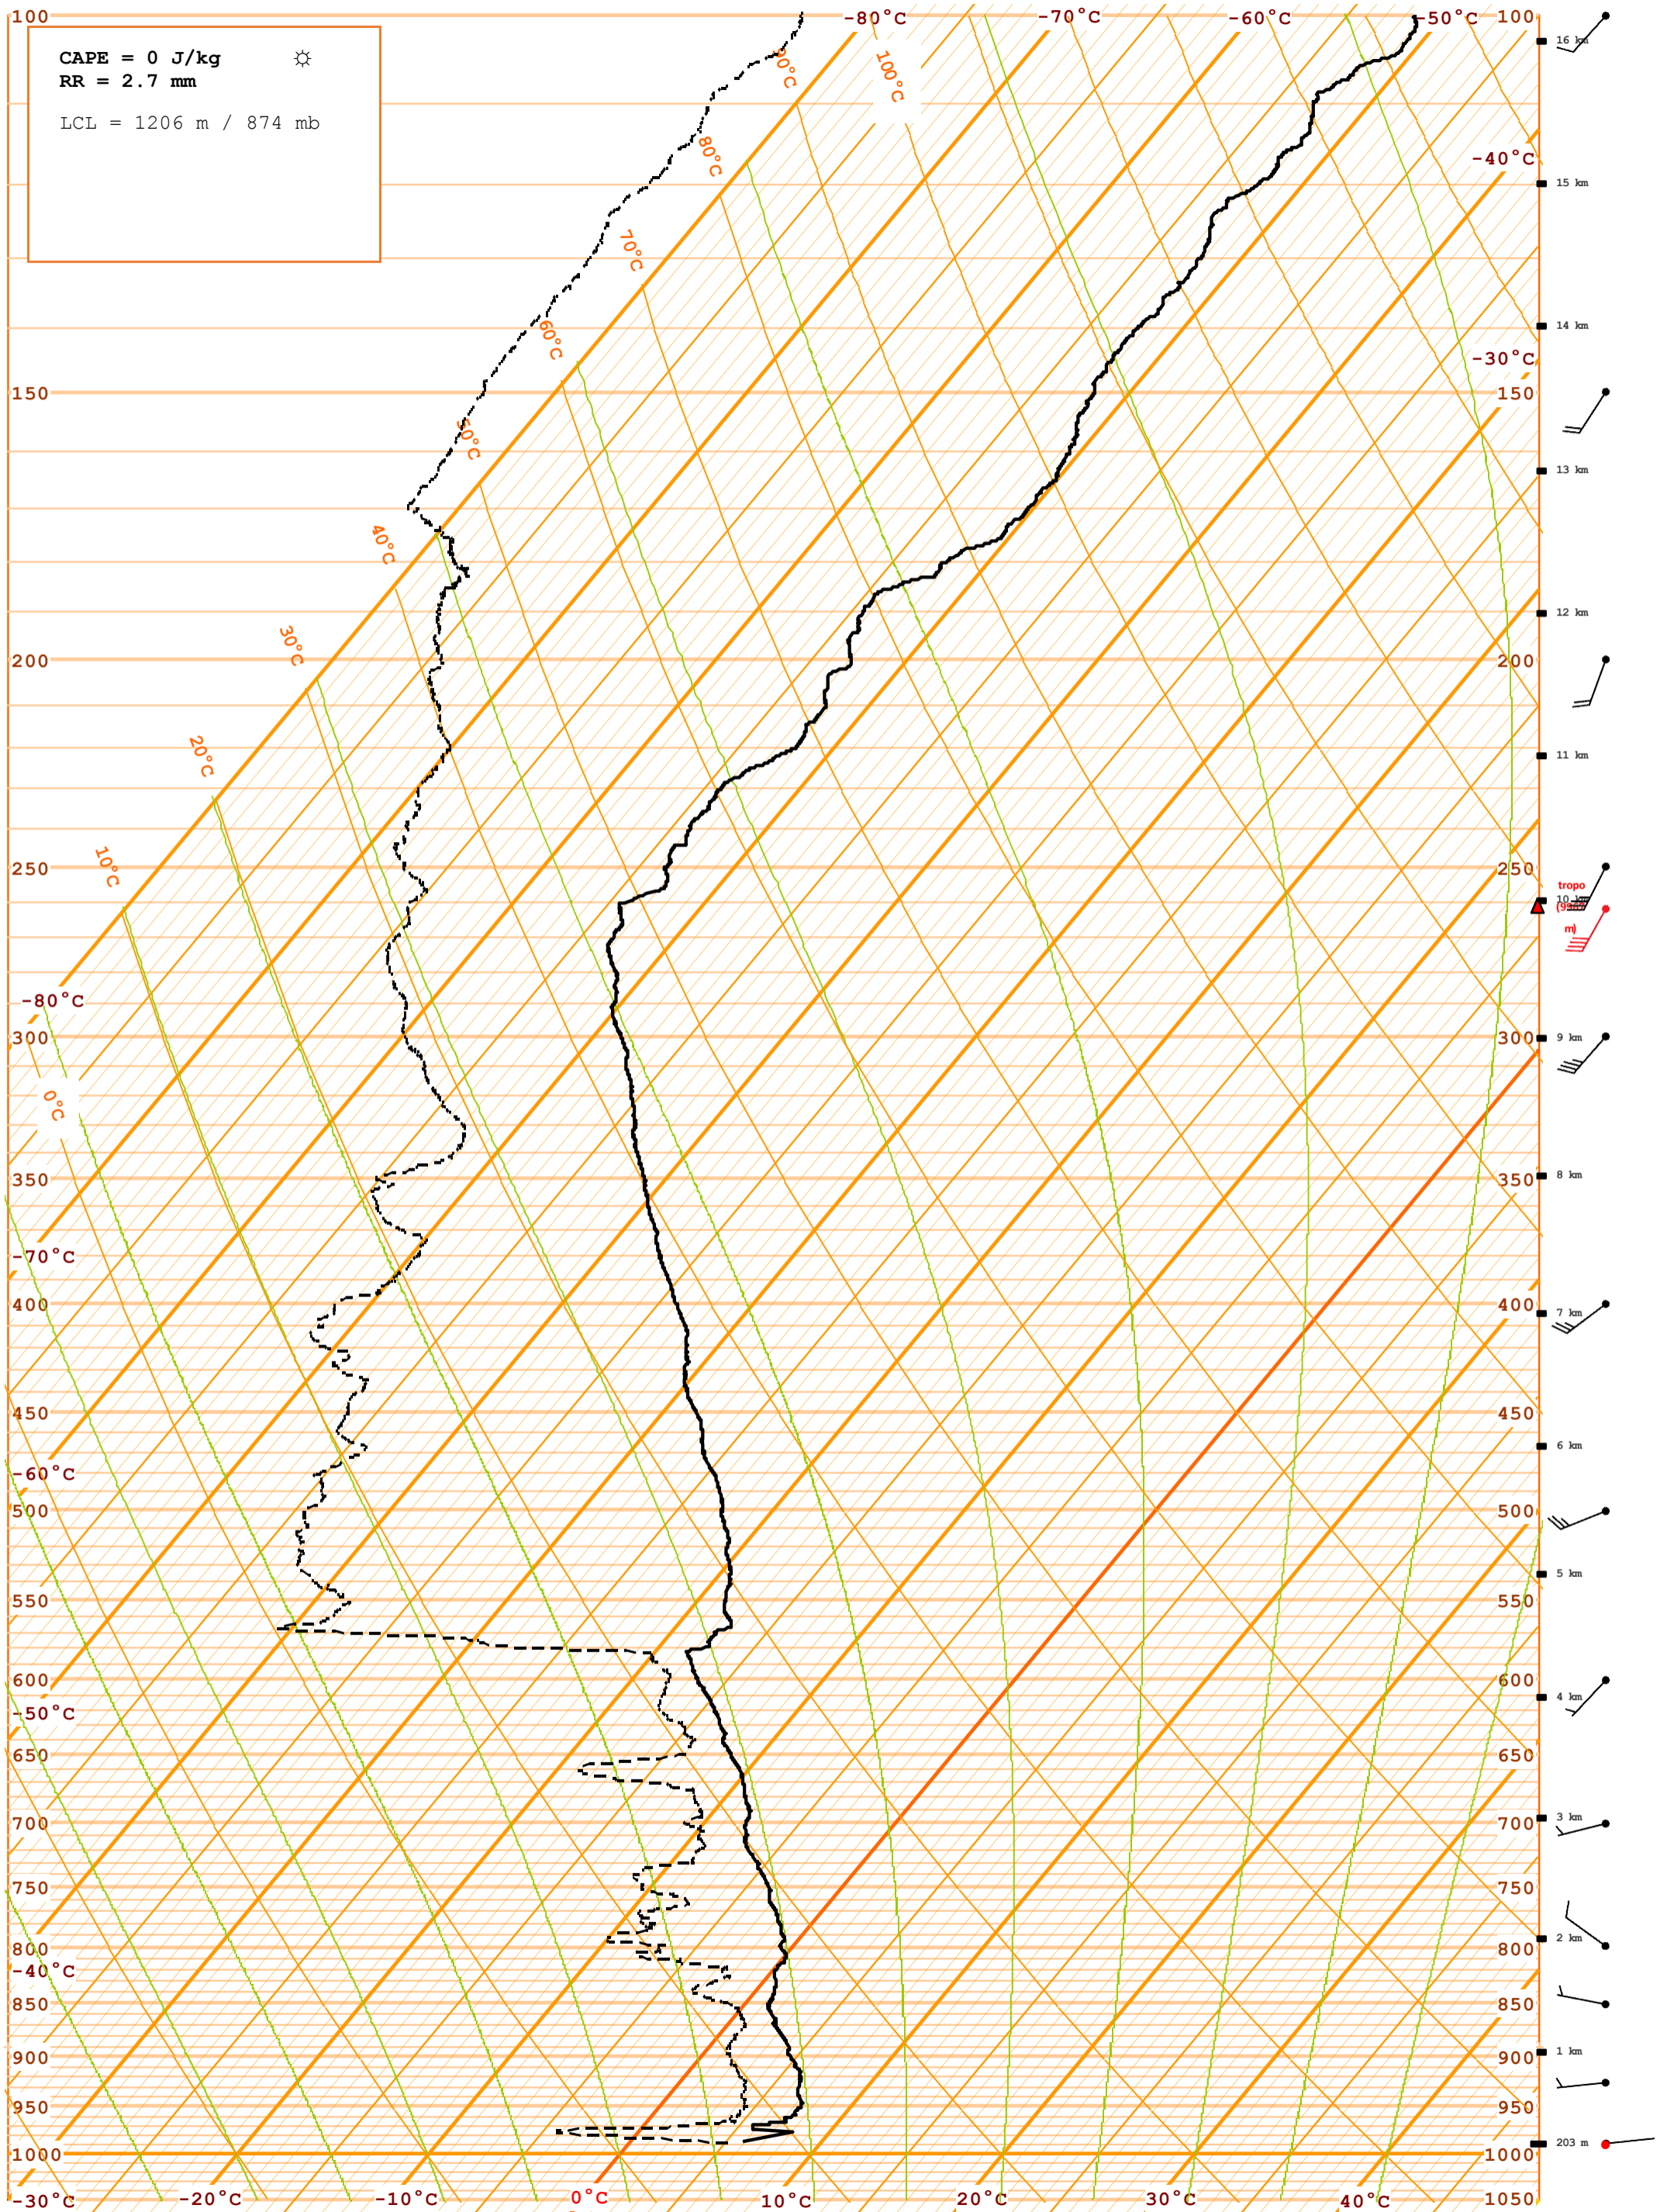 100 -80°C -70°C -60°C -50°C 100
16 km
CAPE = 0 J/kg ☼
RR = 2.7 mm
LCL = 1206 m / 874 mb
90°C 100°C
80°C
-40°C
15 km
70°C
60°C
14 km
-30°C
150 150
50°C
13 km
40°C
12 km
30°C
200 200
20°C
11 km
10°C
250 250
tropo
10 km
m)
-80°C
300 300 9 km
0°C
350 350 8 km
-70°C
400 400 7 km
450 450
6 km
-60°C
500 500
5 km
550 550
600 600
4 km
-50°C
650 650
3 km
700 700
750 750
2 km
800 800
-40°C
850 850
1 km
900 900
950 950
203 m
1000 1000
-30°C -20°C -10°C 0°C 10°C 20°C 30°C 40°C 1050